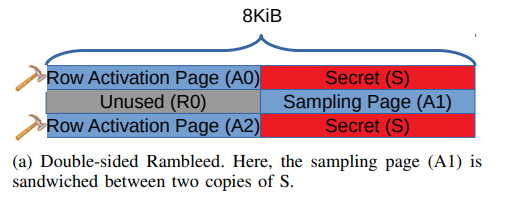 8KiB
Row Activation Page (A0) Secret (S)
Unused (R0) Sampling Page (A1)
Row Activation Page (A2) Secret (S)
(a) Double-sided Rambleed. Here, the sampling page (A1) is
sandwiched between two copies of S.